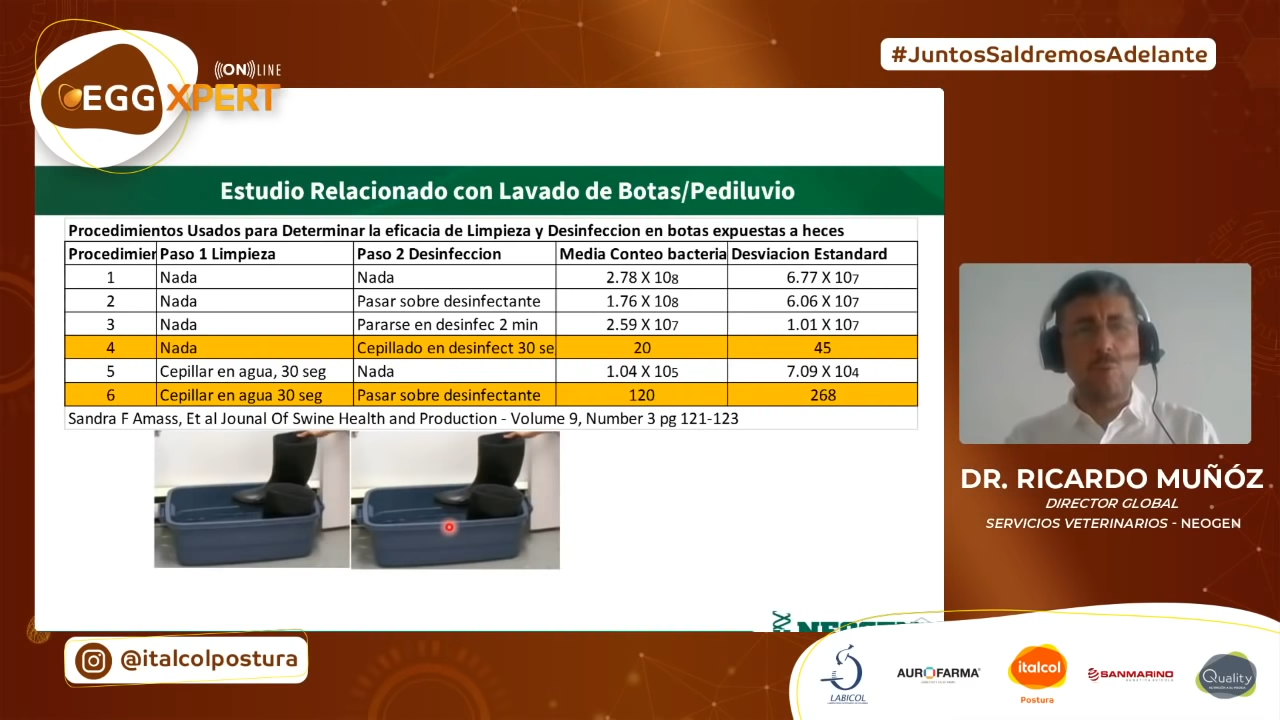 ((ON))LINE
EGG XPERT
#JuntosSaldremosAdelante
Estudio Relacionado con Lavado de Botas/Pediluvio
Procedimientos Usados para Determinar la eficacia de Limpieza y Desinfeccion en botas expuestas a heces
Procedimier Paso 1 Limpieza Paso 2 Desinfeccion Media Conteo bacteria Desviacion Estandard
1 Nada Nada 2.78 X 108 6.77 X 107
2 Nada Pasar sobre desinfectante 1.76 X 108 6.06 X 107
3 Nada Pararse en desinfec 2 min 2.59 X 107 1.01 X 107
4 Nada Cepillado en desinfect 30 se 20 45
5 Cepillar en agua, 30 seg Nada 1.04 X 105 7.09 X 104
6 Cepillar en agua 30 seg Pasar sobre desinfectante 120 268
Sandra F Amass, Et al Jounal Of Swine Health and Production - Volume 9, Number 3 pg 121-123
DR. RICARDO MUÑÓZ
DIRECTOR GLOBAL
SERVICIOS VETERINARIOS - NEOGEN
NEOGEN
@italcolpostura
LABICOL
AUROFARMA
italcol
Postura
SANMARINO
Quality